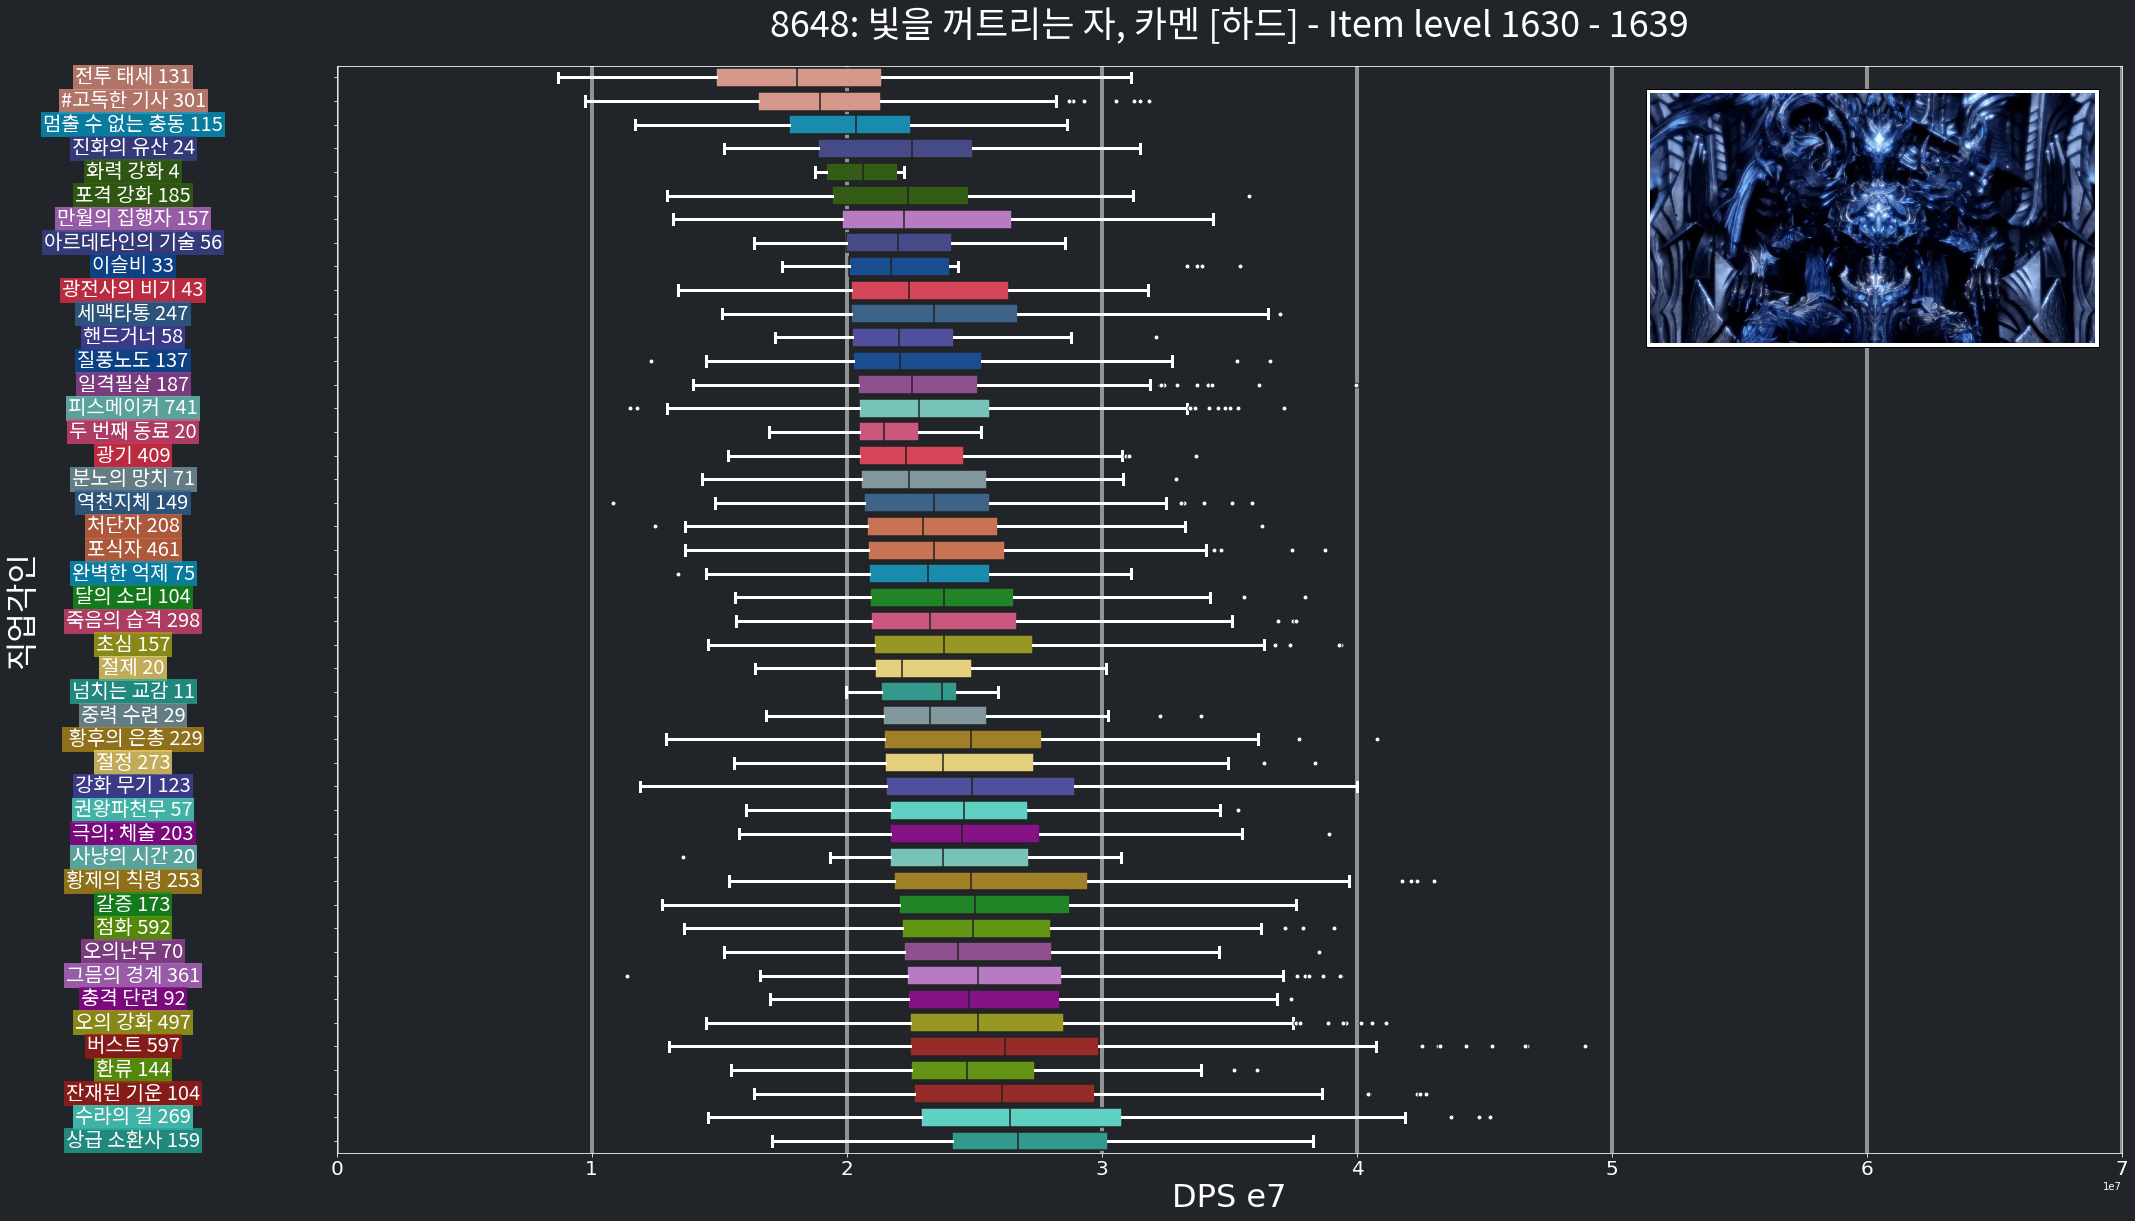 8648: 빛을 꺼트리는 자, 카멘 [하드] - Item level 1630 - 1639
직업각인
전투 태세 131
#고독한 기사 301
멈출 수 없는 충동 115
진화의 유산 24
화력 강화 4
포격 강화 185
만월의 집행자 157
아르데타인의 기술 56
이슬비 33
광전사의 비기 43
세맥타통 247
핸드거너 58
질풍노도 137
일격필살 187
피스메이커 741
두 번째 동료 20
광기 409
분노의 망치 71
역천지체 149
처단자 208
포식자 461
완벽한 억제 75
달의 소리 104
죽음의 습격 298
초심 157
절제 20
넘치는 교감 11
중력 수련 29
황후의 은총 229
절정 273
강화 무기 123
권왕파천무 57
극의: 체술 203
사냥의 시간 20
황제의 칙령 253
갈증 173
점화 592
오의난무 70
그믐의 경계 361
충격 단련 92
오의 강화 497
버스트 597
환류 144
잔재된 기운 104
수라의 길 269
상급 소환사 159
0 1 2 3 4 5 6 7
1e7
DPS e7